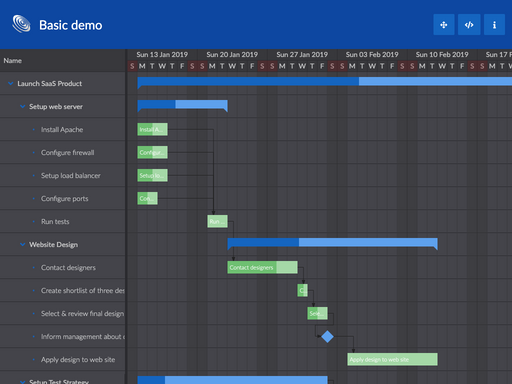 Basic demo
Name
Sun 13 Jan 2019 Sun 20 Jan 2019 Sun 27 Jan 2019 Sun 03 Feb 2019 Sun 10 Feb 2019 Sun 17 F
S M T W T F S S M T W T F S S M T W T F S S M T W T F S S M T W T F S S M T
Launch SaaS Product
Setup web server
Install Apache Install A...
Configure firewall Configur...
Setup load balancer Setup lo...
Configure ports Con...
Run tests Run ...
Website Design
Contact designers Contact designers
Create shortlist of three des C...
Select & review final design Sele...
Inform management about s
Apply design to web site Apply design to web site
Setup Test Strategy